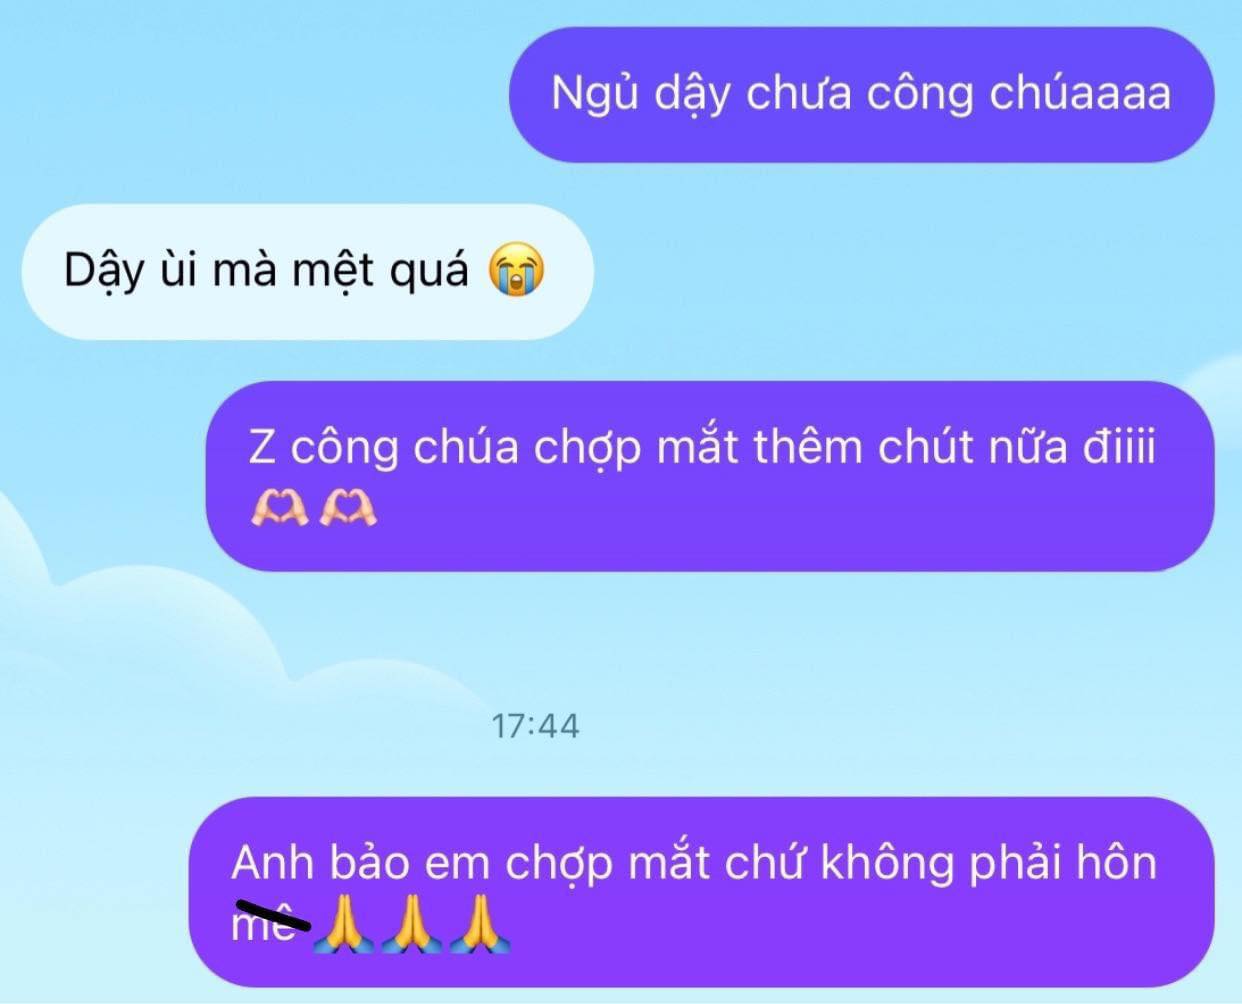 Ngủ dậy chưa công chúaaaa
Dậy ùi mà mệt quá 😭
Z công chúa chợp mắt thêm chút nữa điiii
🫶🏻🫶🏻
17:44
Anh bảo em chợp mắt chứ không phải hôn
mê 🙏🙏🙏